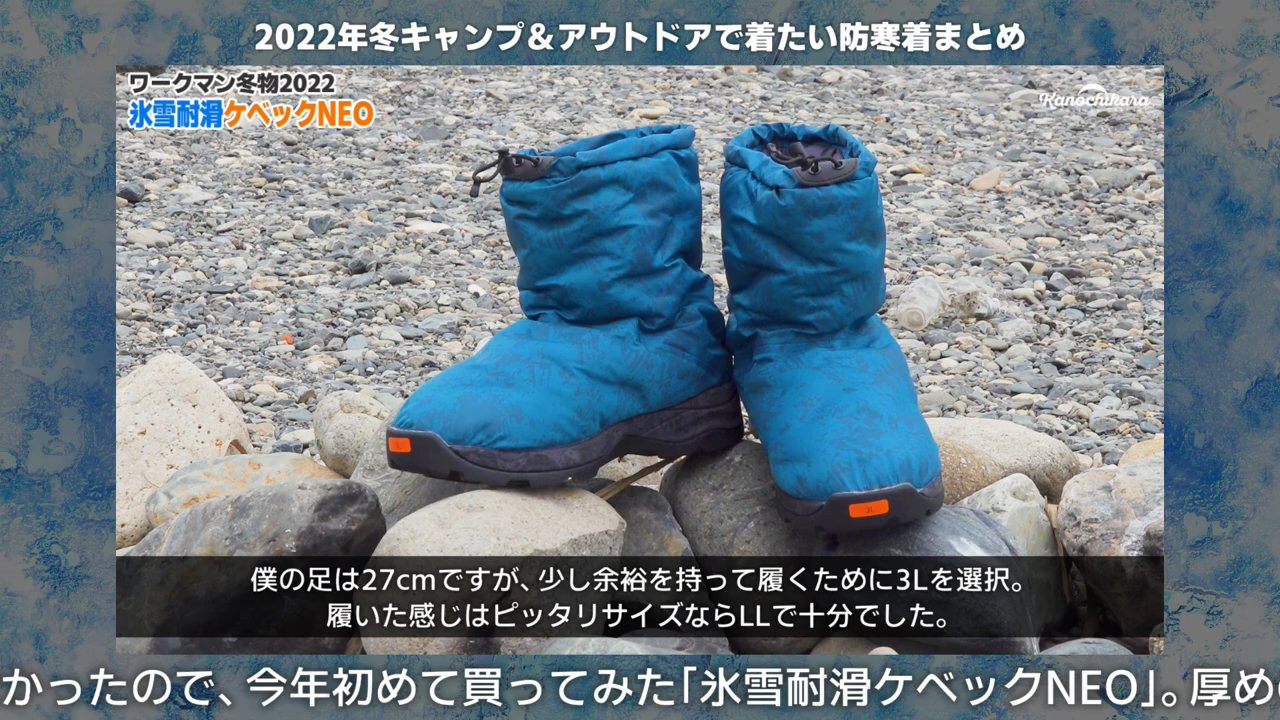 2022年冬キャンプ＆アウトドアで着たい防寒着まとめ
ワークマン冬物2022
氷雪耐滑ケベックNEO
Kanochikara
3L
僕の足は27cmですが、少し余裕を持って履くために3Lを選択。
履いた感じはピッタリサイズならLLで十分でした。
かったので、今年初めて買ってみた「氷雪耐滑ケベックNEO」。厚め